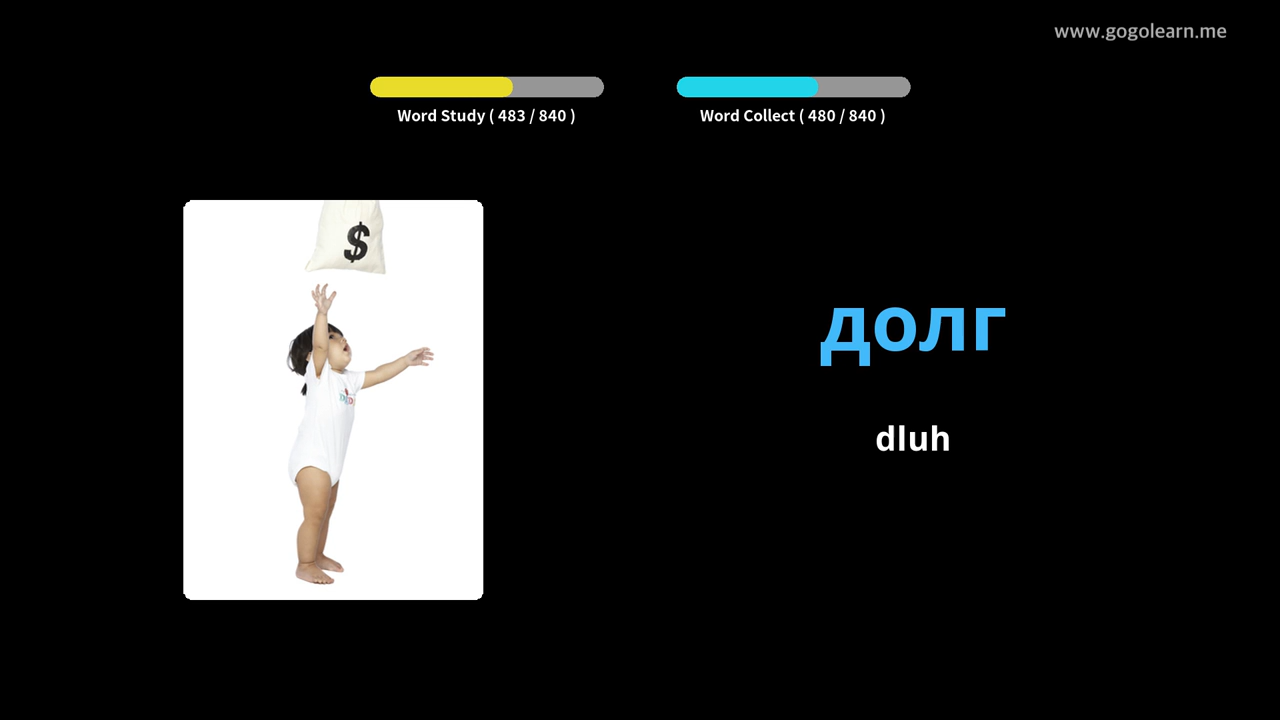 www.gogolearn.me
Word Study ( 483 / 840 )
Word Collect ( 480 / 840 )
$
долг
dluh